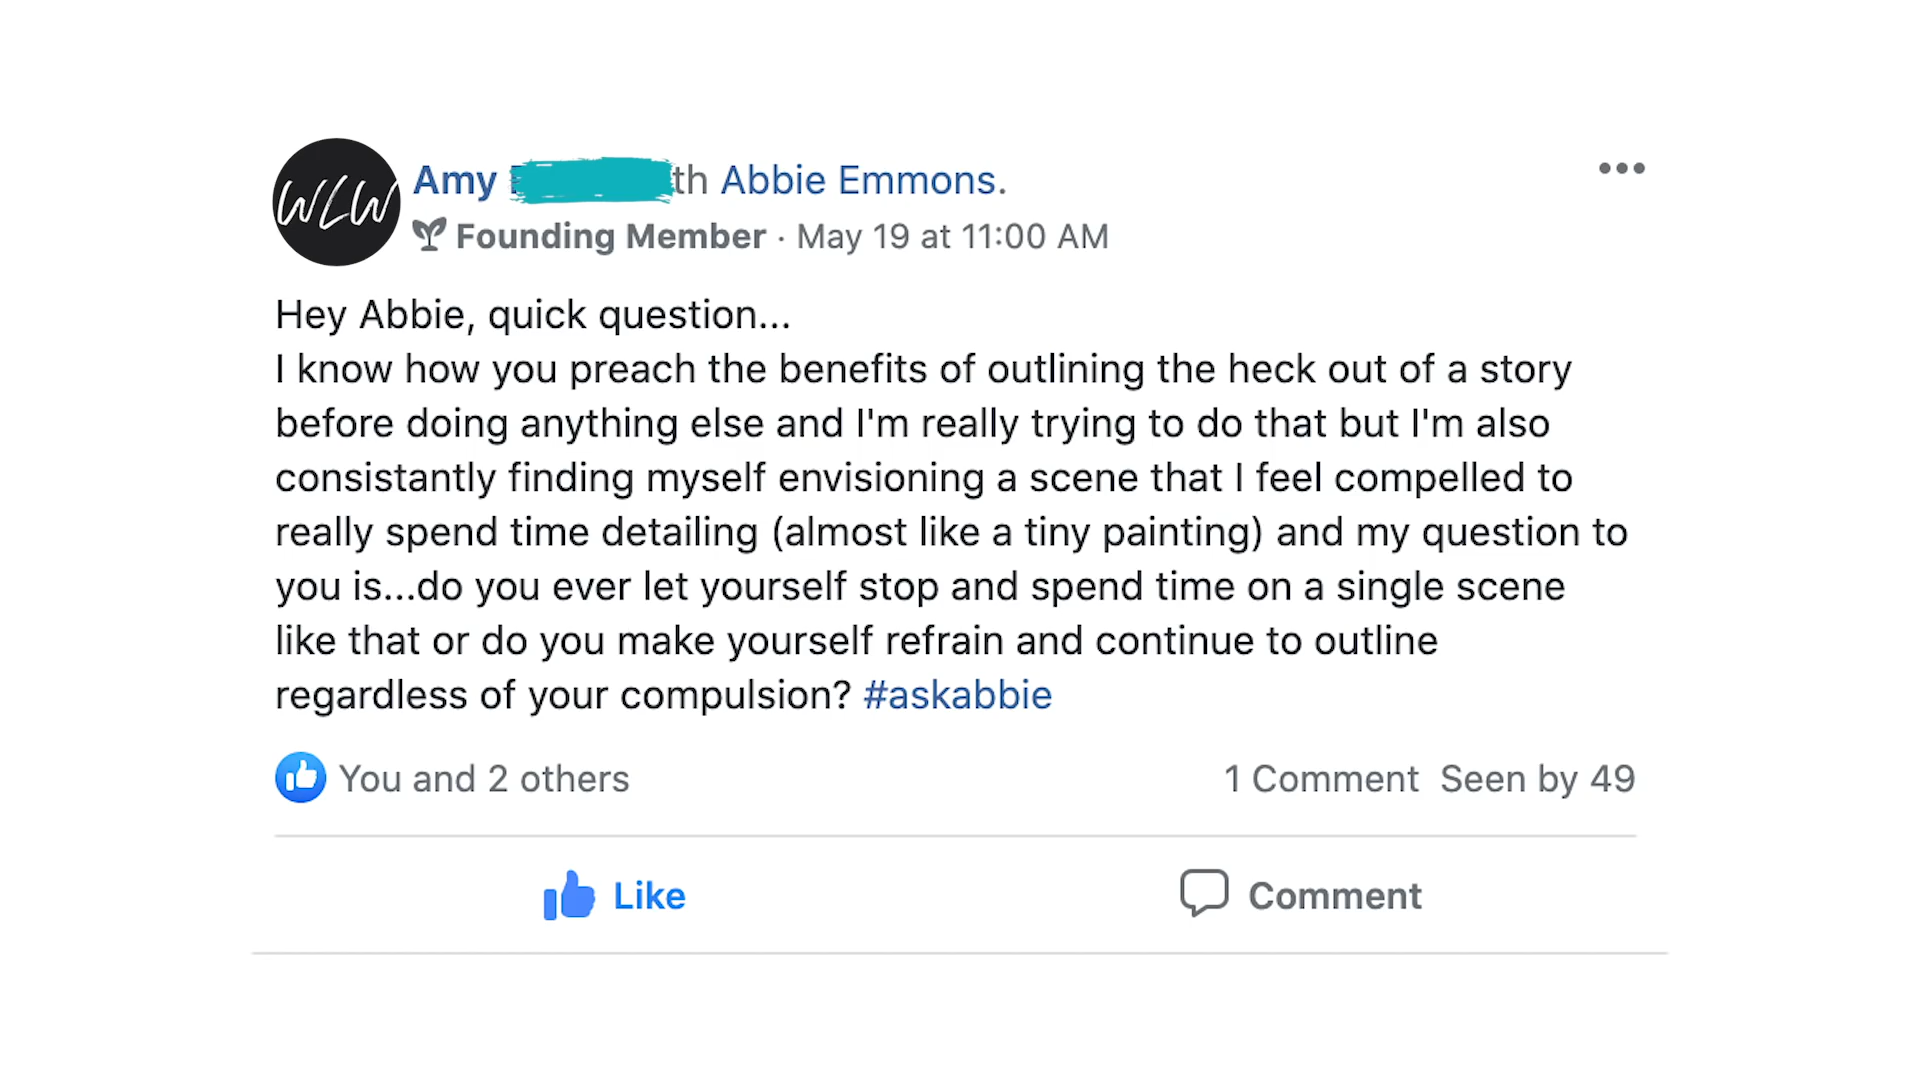 WLW
Amy th Abbie Emmons.
Founding Member · May 19 at 11:00 AM
Hey Abbie, quick question...
I know how you preach the benefits of outlining the heck out of a story
before doing anything else and I'm really trying to do that but I'm also
consistantly finding myself envisioning a scene that I feel compelled to
really spend time detailing (almost like a tiny painting) and my question to
you is...do you ever let yourself stop and spend time on a single scene
like that or do you make yourself refrain and continue to outline
regardless of your compulsion? #askabbie
You and 2 others 1 Comment Seen by 49
Like Comment